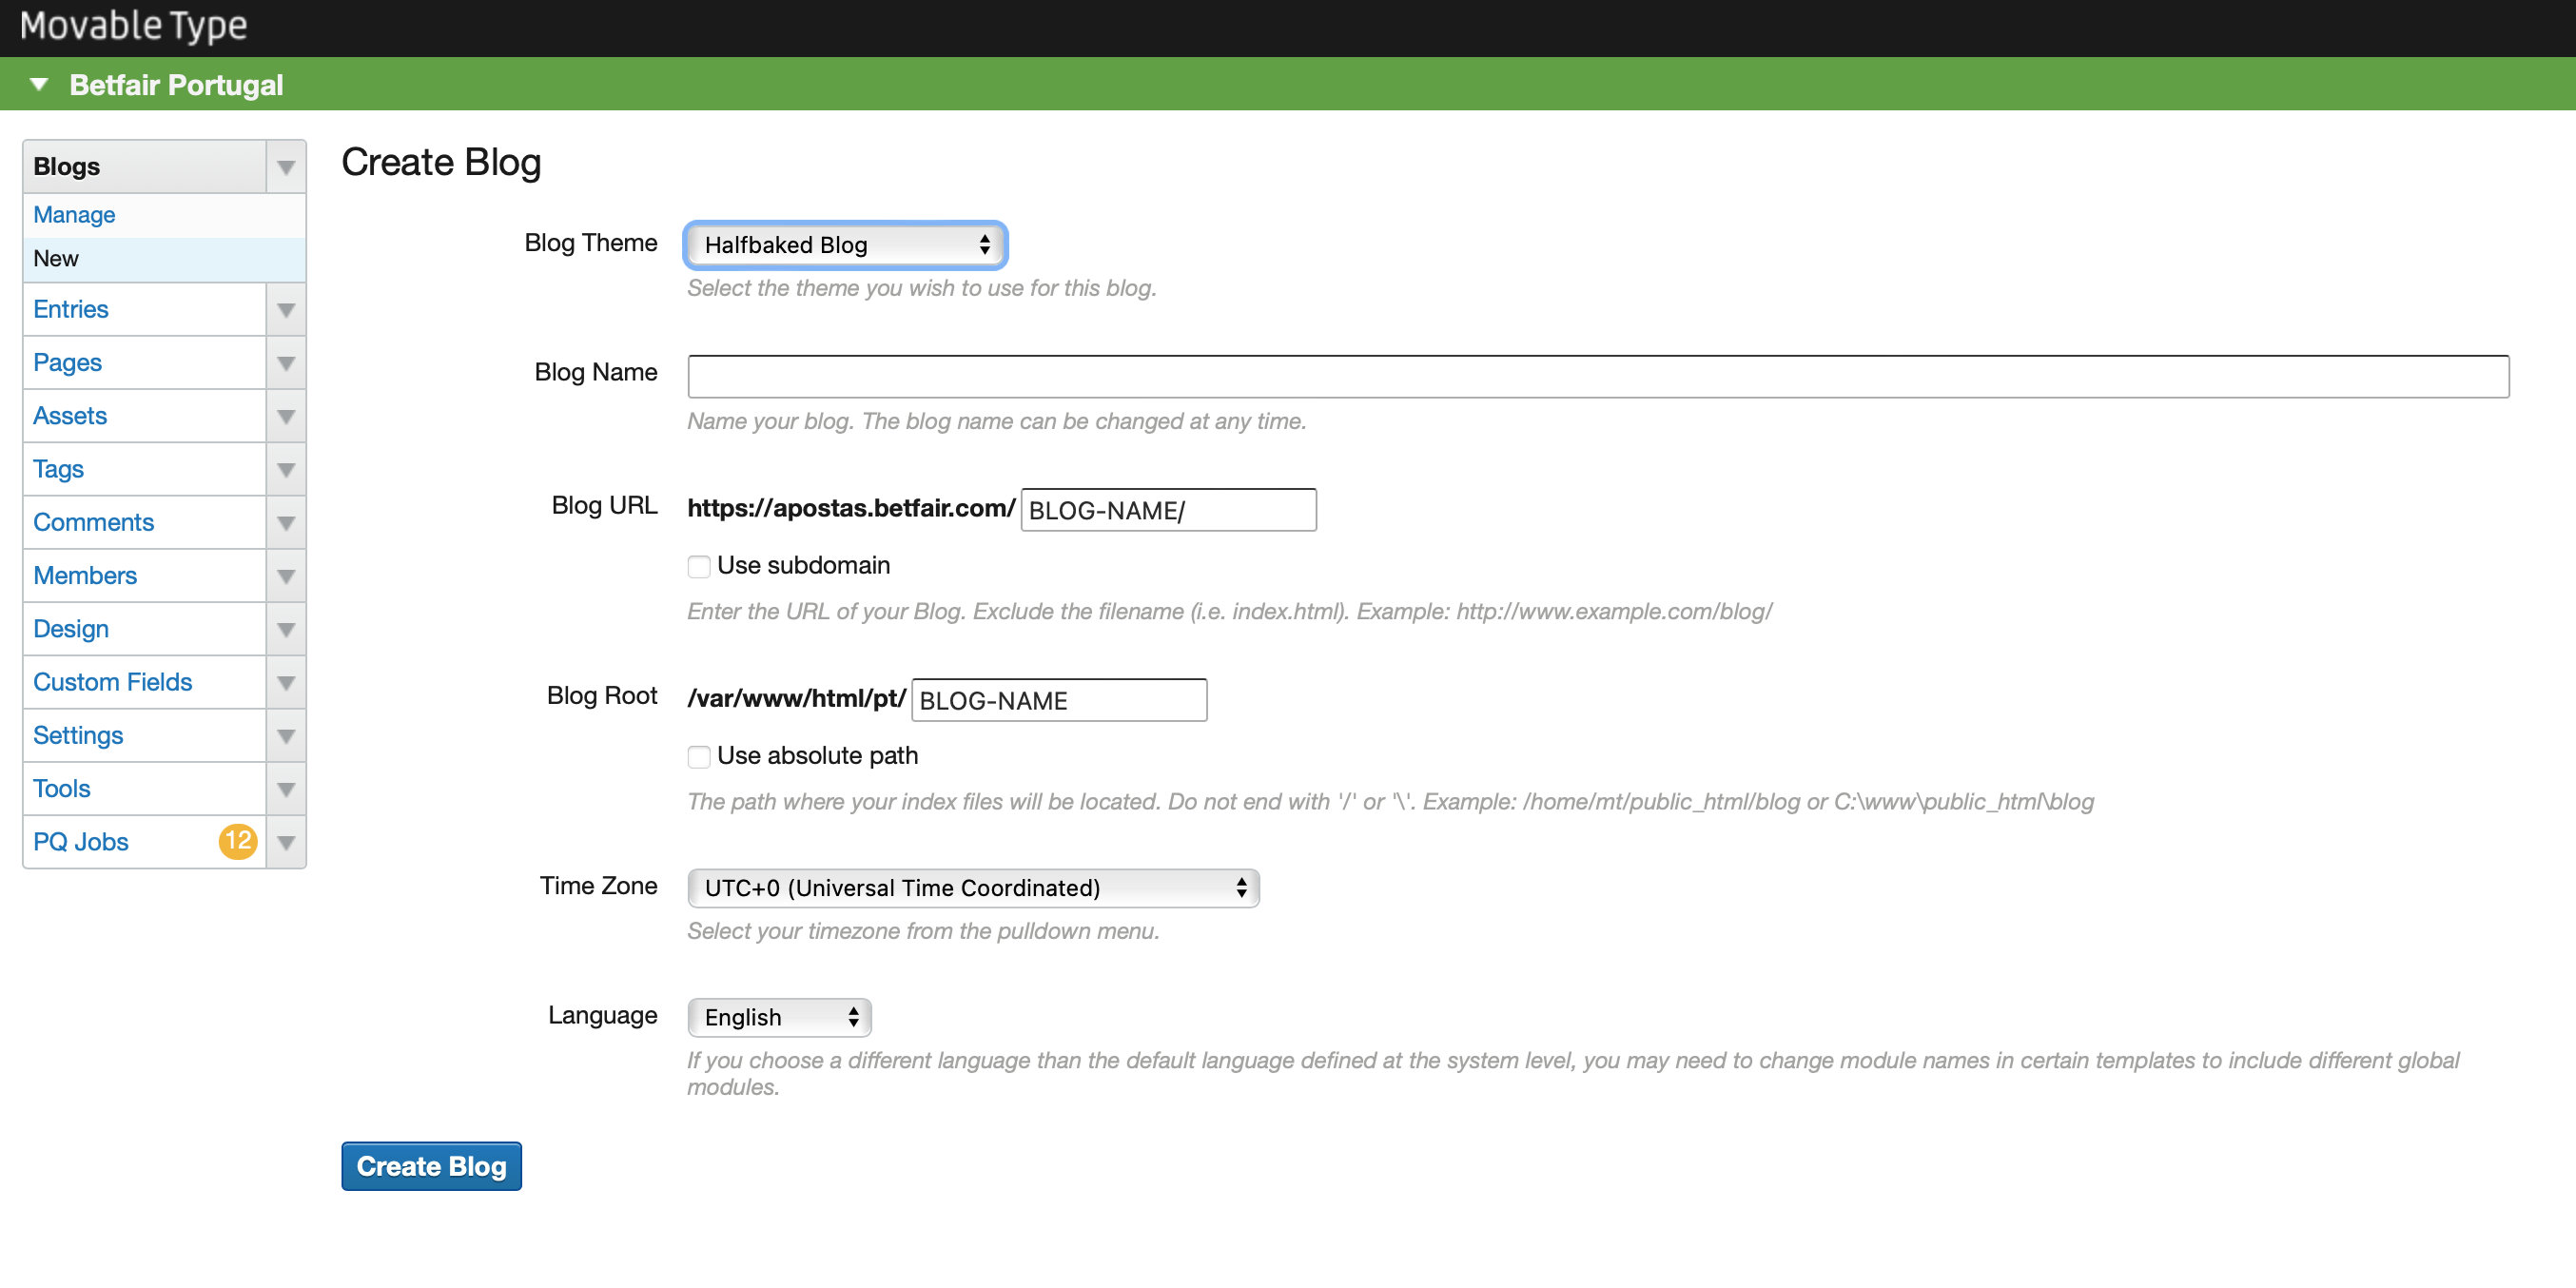 Movable Type
Betfair Portugal
Blogs
Manage
New
Entries
Pages
Assets
Tags
Comments
Members
Design
Custom Fields
Settings
Tools
PQ Jobs 12
Create Blog
Blog Theme Halfbaked Blog
Select the theme you wish to use for this blog.
Blog Name
Name your blog. The blog name can be changed at any time.
Blog URL https://apostas.betfair.com/ BLOG-NAME/
Use subdomain
Enter the URL of your Blog. Exclude the filename (i.e. index.html). Example: http://www.example.com/blog/
Blog Root /var/www/html/pt/ BLOG-NAME
Use absolute path
The path where your index files will be located. Do not end with '/' or '\'. Example: /home/mt/public_html/blog or C:\www\public_html\blog
Time Zone UTC+0 (Universal Time Coordinated)
Select your timezone from the pulldown menu.
Language English
If you choose a different language than the default language defined at the system level, you may need to change module names in certain templates to include different global
modules.
Create Blog